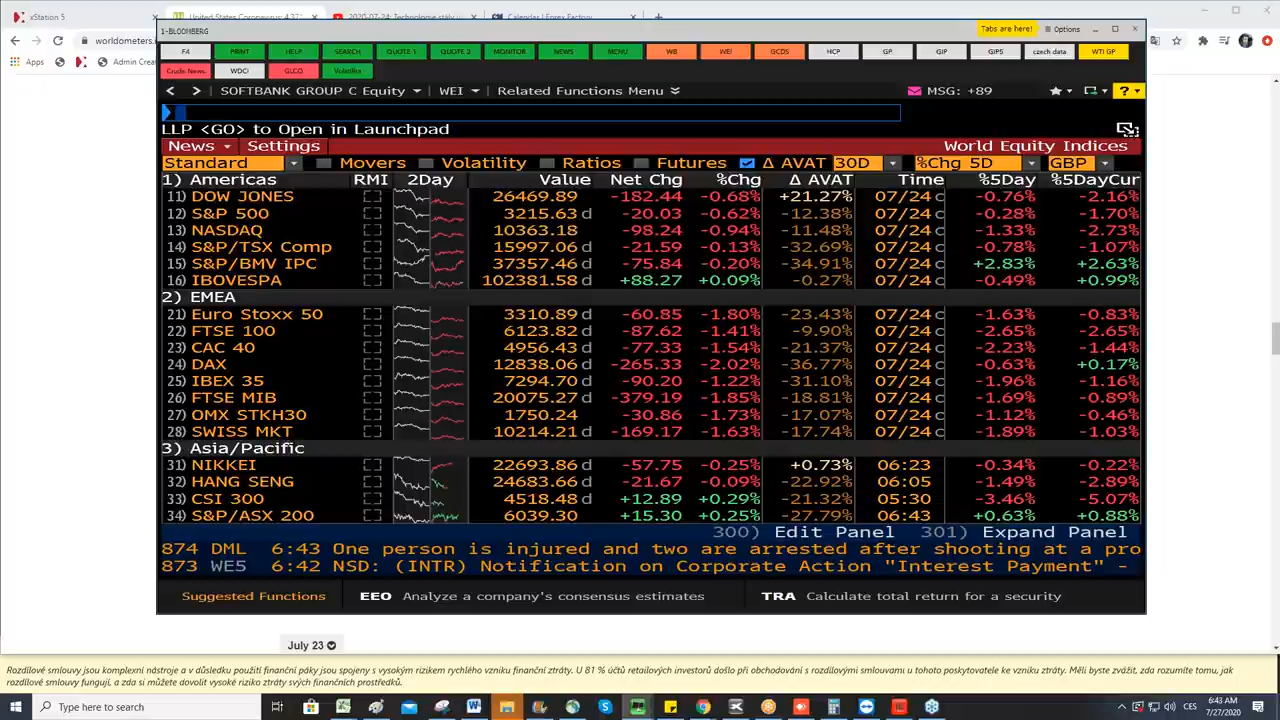 xStation 5 United States Coronavirus: 4,37 2020-07-24: Technologie stály u Calendar | Forex Factory
1-BLOOMBERG Tabs are here! Options
F4 PRINT HELP SEARCH QUOTE 1 QUOTE 2 MONITOR NEWS MENU WB WEI GCDS HCP GP GIP GIPS czech data WTI GP
worldometers.i
Apps Admin Crea
Crude News WDCI GLCO Volatilita
SOFTBANK GROUP C Equity WEI Related Functions Menu MSG: +89 ?
LLP <GO> to Open in Launchpad
News Settings World Equity Indices
Standard Movers Volatility Ratios Futures Δ AVAT 30D %Chg 5D GBP
1) Americas RMI 2Day Value Net Chg %Chg Δ AVAT Time %5Day %5DayCur
11) DOW JONES 26469.89 -182.44 -0.68% +21.27% 07/24 c -0.76% -2.16%
12) S&P 500 3215.63 d -20.03 -0.62% -12.38% 07/24 c -0.28% -1.70%
13) NASDAQ 10363.18 -98.24 -0.94% -11.48% 07/24 c -1.33% -2.73%
14) S&P/TSX Comp 15997.06 d -21.59 -0.13% -32.69% 07/24 c -0.78% -1.07%
15) S&P/BMV IPC 37357.46 d -75.84 -0.20% -34.91% 07/24 c +2.83% +2.63%
16) IBOVESPA 102381.58 d +88.27 +0.09% -0.27% 07/24 c -0.49% +0.99%
2) EMEA
21) Euro Stoxx 50 3310.89 d -60.85 -1.80% -23.43% 07/24 c -1.63% -0.83%
22) FTSE 100 6123.82 d -87.62 -1.41% -9.90% 07/24 c -2.65% -2.65%
23) CAC 40 4956.43 d -77.33 -1.54% -21.37% 07/24 c -2.23% -1.44%
24) DAX 12838.06 d -265.33 -2.02% -36.77% 07/24 c -0.63% +0.17%
25) IBEX 35 7294.70 d -90.20 -1.22% -31.10% 07/24 c -1.96% -1.16%
26) FTSE MIB 20075.27 d -379.19 -1.85% -18.81% 07/24 c -1.69% -0.89%
27) OMX STKH30 1750.24 -30.86 -1.73% -17.07% 07/24 c -1.12% -0.46%
28) SWISS MKT 10214.21 d -169.17 -1.63% -17.74% 07/24 c -1.89% -1.03%
3) Asia/Pacific
31) NIKKEI 22693.86 d -57.75 -0.25% +0.73% 06:23 -0.34% -0.22%
32) HANG SENG 24683.66 d -21.67 -0.09% -22.92% 06:05 -1.49% -2.89%
33) CSI 300 4518.48 d +12.89 +0.29% -21.32% 05:30 -3.46% -5.07%
34) S&P/ASX 200 6039.30 +15.30 +0.25% -27.79% 06:43 +0.63% +0.88%
300) Edit Panel 301) Expand Panel
874 DML 6:43 One person is injured and two are arrested after shooting at a pro
873 WE5 6:42 NSD: (INTR) Notification on Corporate Action "Interest Payment" -
Suggested Functions EEO Analyze a company's consensus estimates TRA Calculate total return for a security
July 23
Rozdílové smlouvy jsou komplexní nástroje a v důsledku použití finanční páky jsou spojeny s vysokým rizikem rychlého vzniku finanční ztráty. U 81 % účtů retailových investorů došlo při obchodování s rozdílovými smlouvami u tohoto poskytovatele ke vzniku ztráty. Měli byste zvážit, zda rozumíte tomu, jak
rozdílové smlouvy fungují, a zda si můžete dovolit vysoké riziko ztráty svých finančních prostředků.
Type here to search CES 6:43 AM
7/27/2020